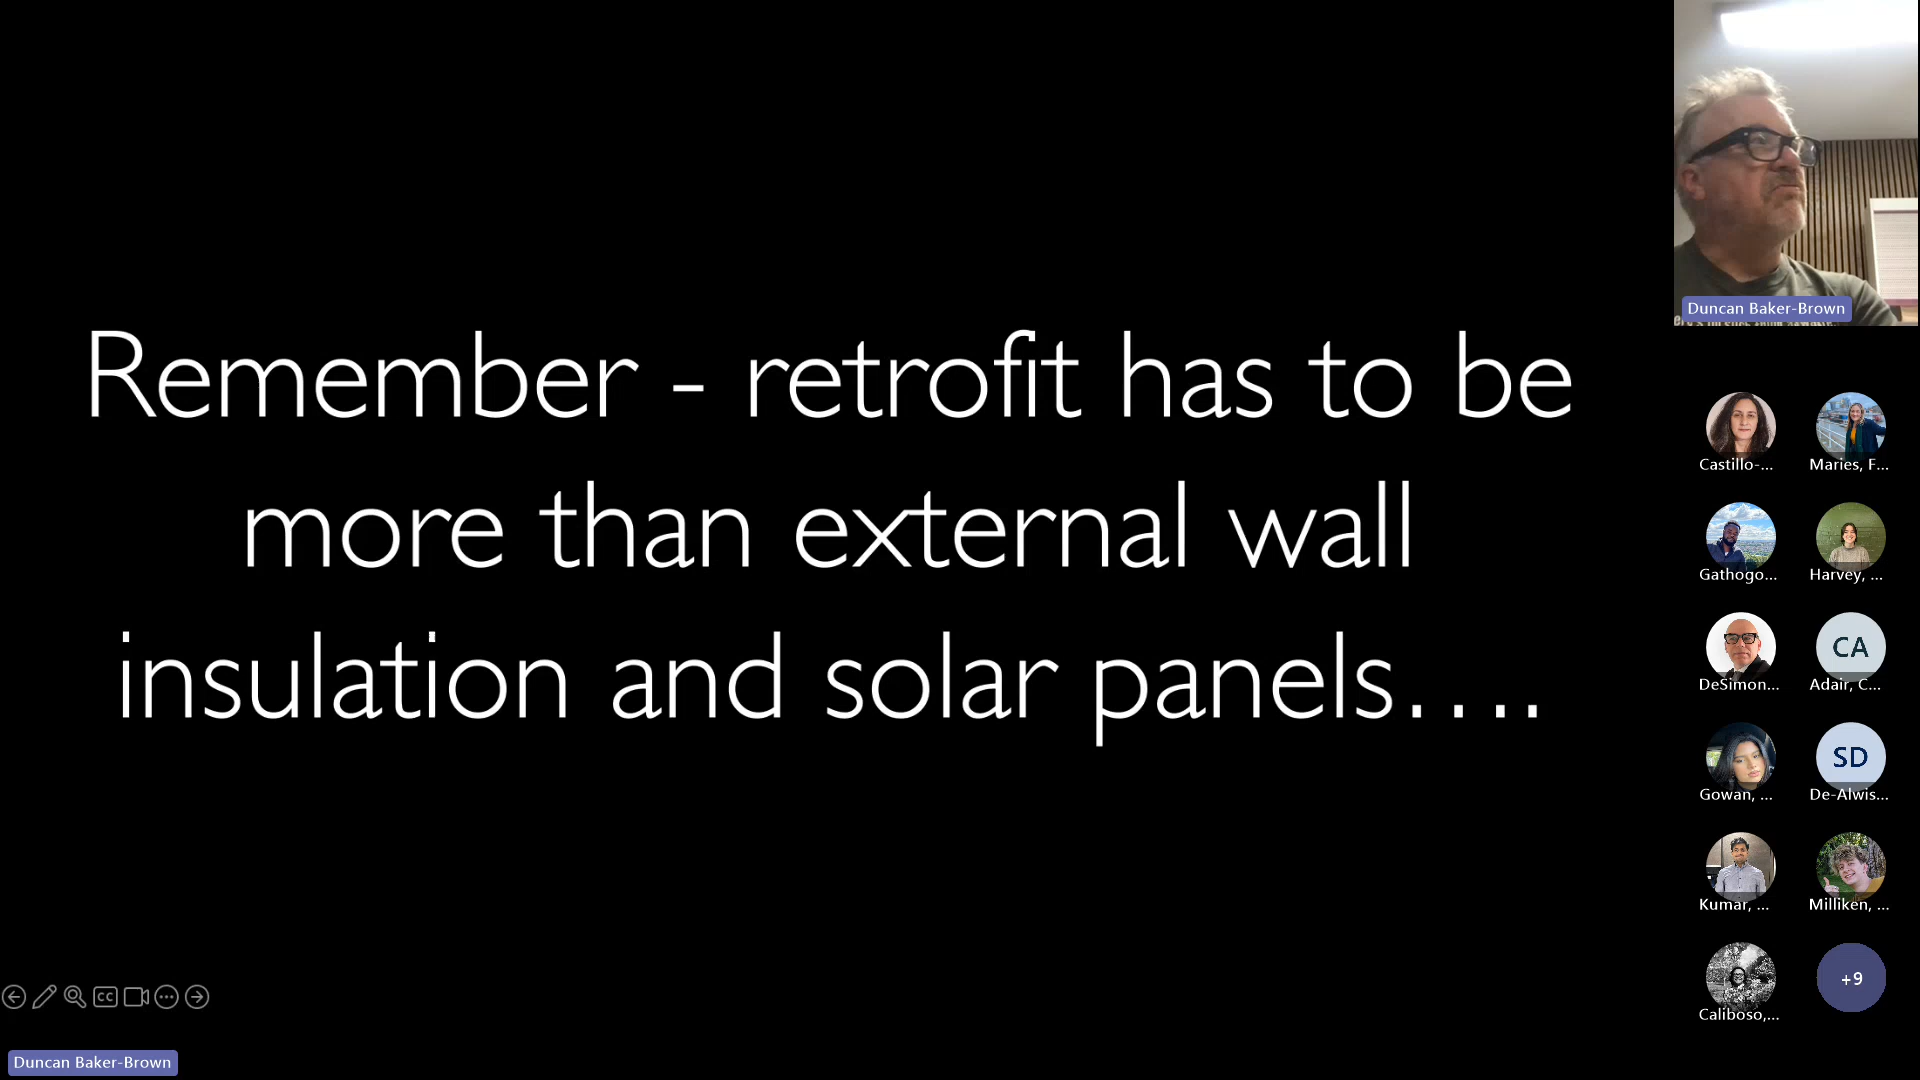 Remember - retrofit has to be
more than external wall
insulation and solar panels....
Duncan Baker-Brown
Castillo-...
Maries, F...
Gathogo...
Harvey, ...
DeSimon...
CA
Adair, C...
Gowan, ...
SD
De-Alwis...
Kumar, ...
Milliken, ...
Caliboso,...
+9
CC
Duncan Baker-Brown